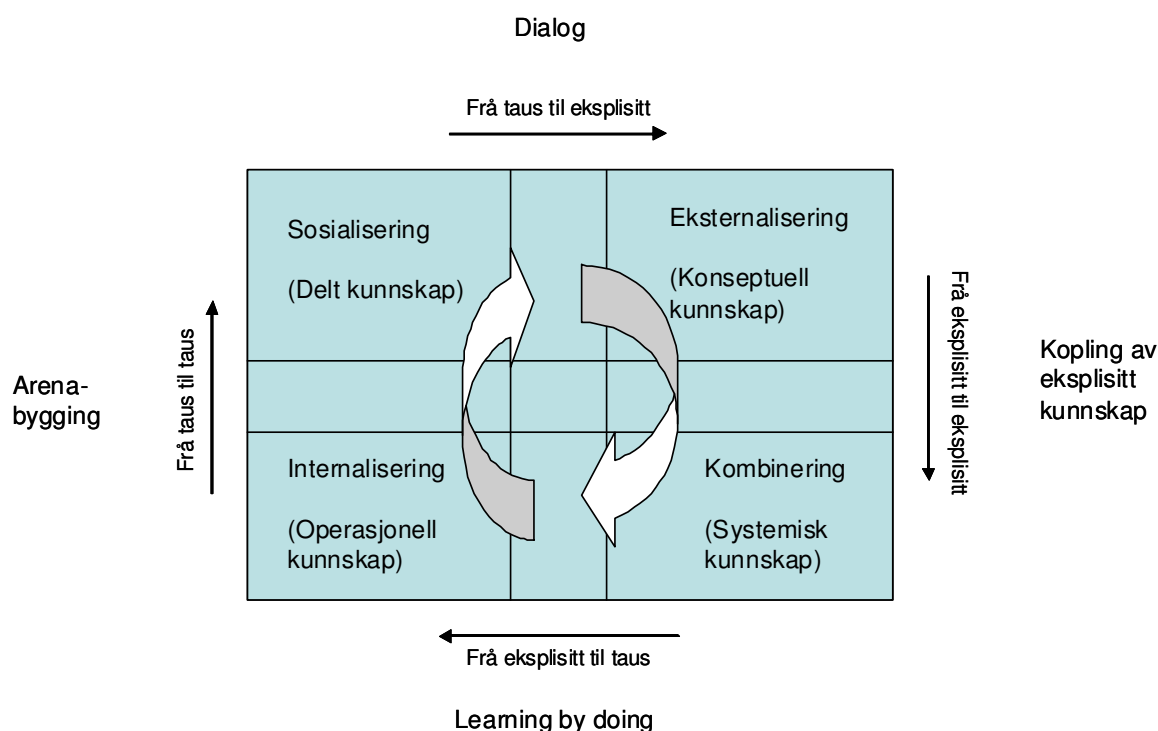 Dialog
Frå taus til eksplisitt
Sosialisering
(Delt kunnskap)
Eksternalisering
(Konseptuell
kunnskap)
Arena-
bygging
Frå taus til taus
Frå eksplisitt til eksplisitt
Kopling av
eksplisitt
kunnskap
Internalisering
(Operasjonell
kunnskap)
Kombinering
(Systemisk
kunnskap)
Frå eksplisitt til taus
Learning by doing